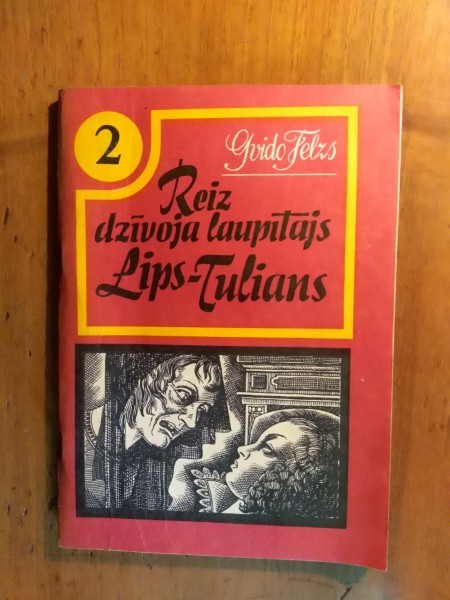 2
Gvido Felzs
Reiz
dzīvoja laupītājs
Lips-Tulians